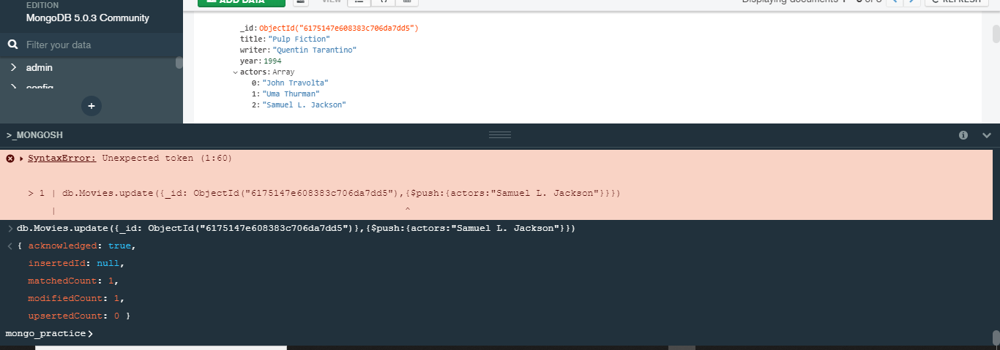 EDITION
MongoDB 5.0.3 Community
ADD DATA
VIEW
{}
REFRESH
Filter your data
admin
config
+
_id: ObjectId("6175147e608383c706da7dd5")
title: "Pulp Fiction"
writer: "Quentin Tarantino"
year: 1994
actors: Array
0: "John Travolta"
1: "Uma Thurman"
2: "Samuel L. Jackson"
>_MONGOSH
SyntaxError: Unexpected token (1:60)
> 1 | db.Movies.update({_id: ObjectId("6175147e608383c706da7dd5"),{$push:{actors:"Samuel L. Jackson"}}})
| ^
> db.Movies.update({_id: ObjectId("6175147e608383c706da7dd5")},{$push:{actors:"Samuel L. Jackson"}})
< { acknowledged: true,
insertedId: null,
matchedCount: 1,
modifiedCount: 1,
upsertedCount: 0 }
mongo_practice>